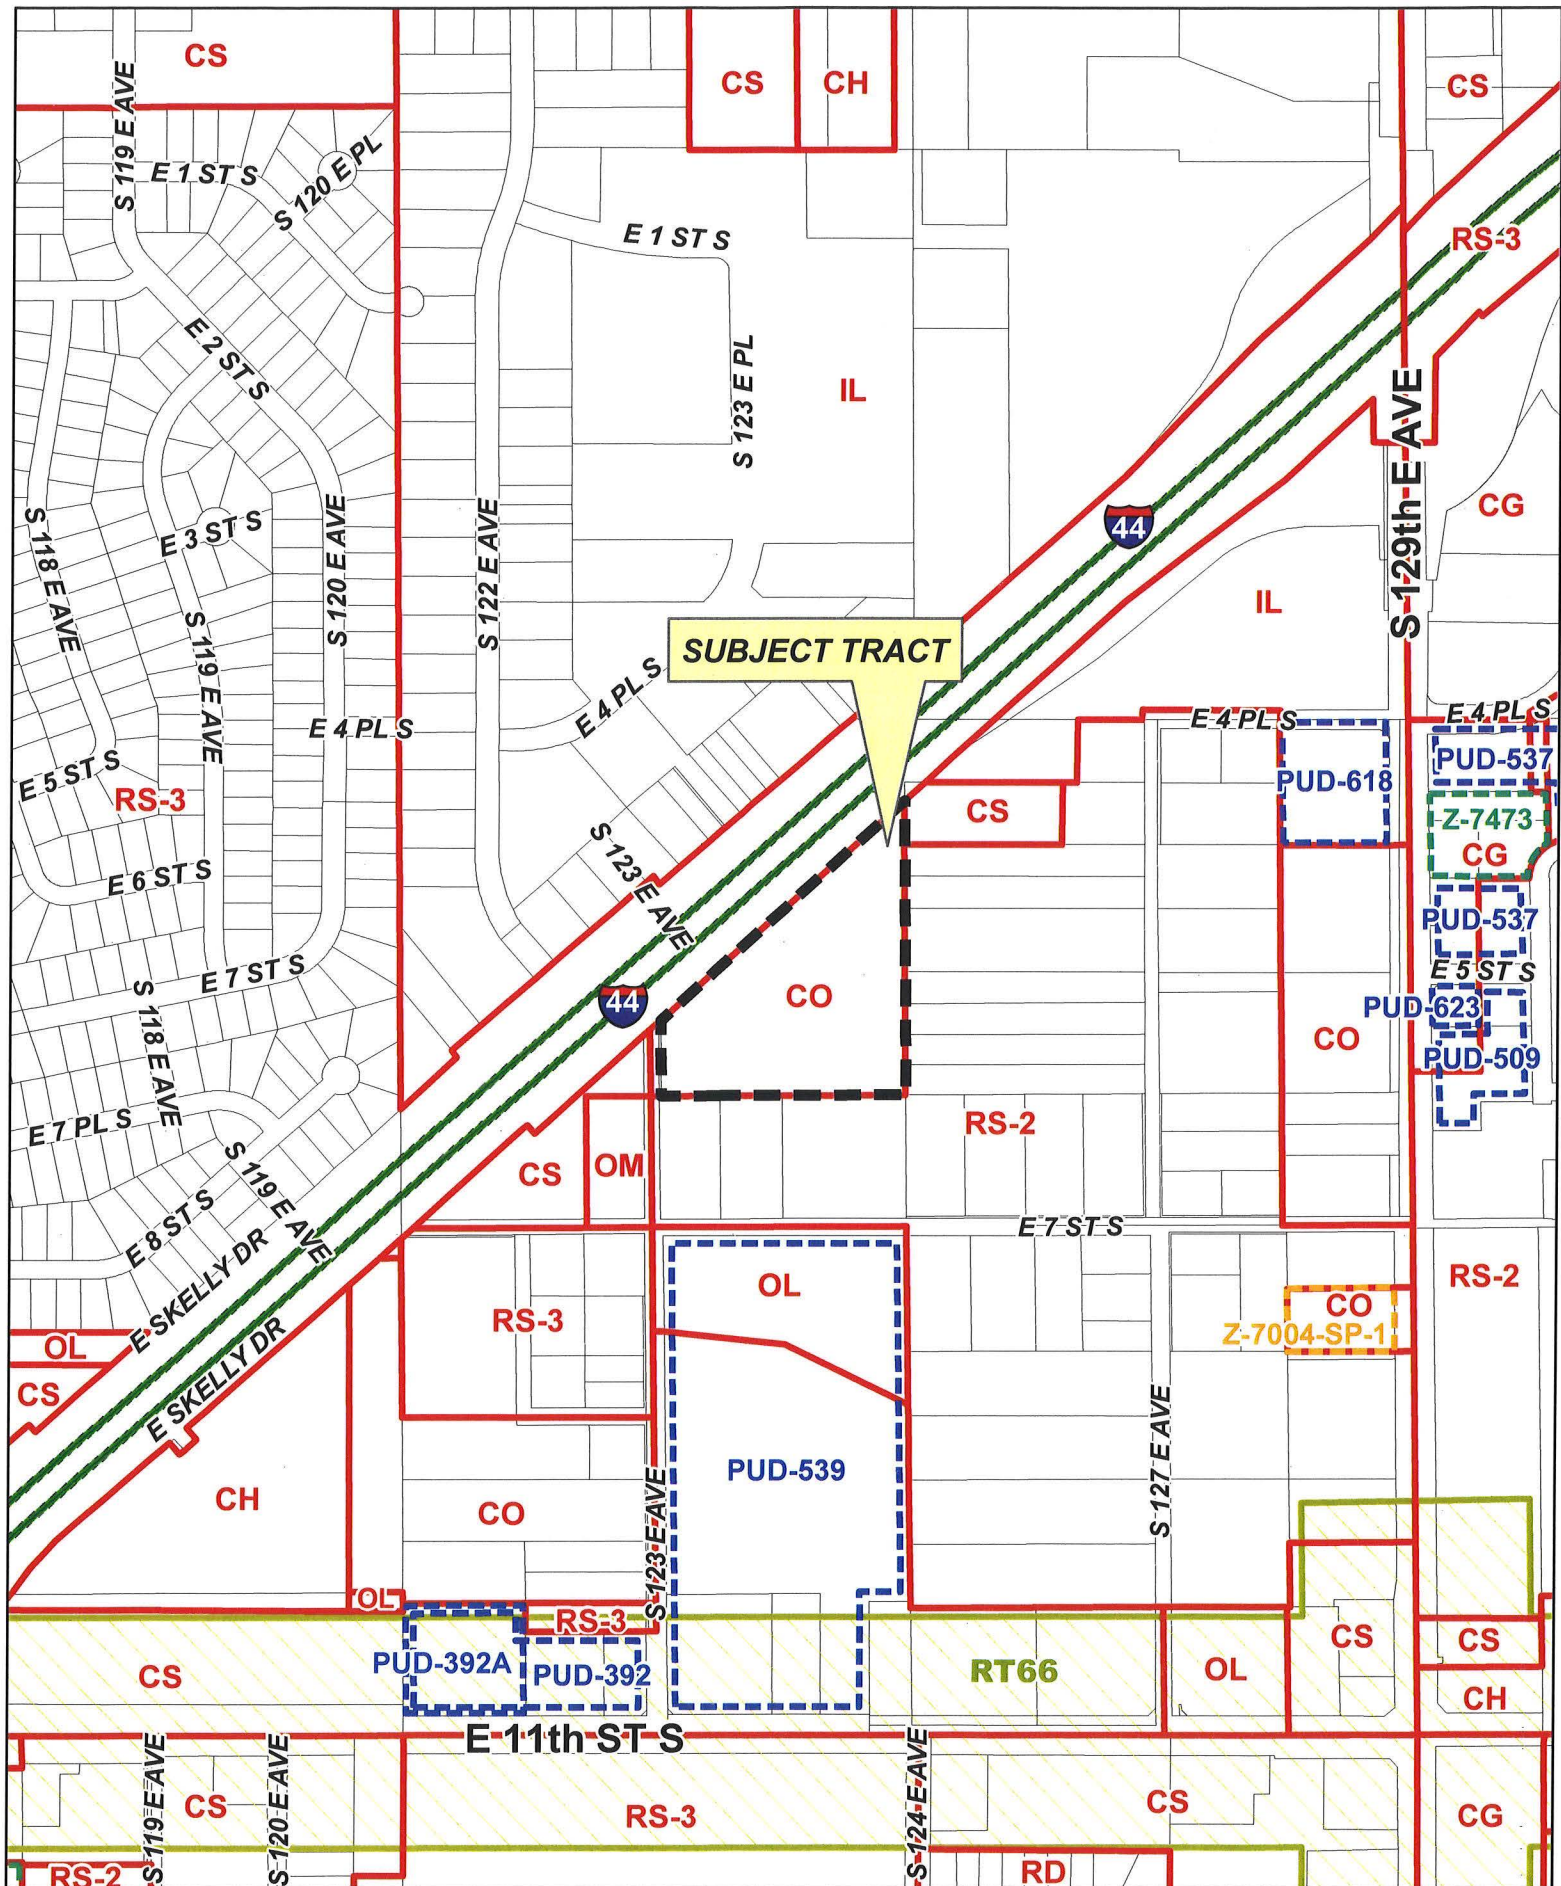 CS
CS
CH
CS
S 119 E AVE
E 1 ST S
S 120 E PL
E 1 ST S
RS-3
E 2 ST S
S 123 E PL
IL
S 129th E AVE
CG
S 118 E AVE
E 3 ST S
S 120 E AVE
S 122 E AVE
44
IL
S 119 E AVE
SUBJECT TRACT
E 4 PL S
E 4 PL S
E 4 PL S
E 4 PL S
E 5 ST S
RS-3
PUD-537
PUD-618
CS
Z-7473
CG
E 6 ST S
S 123 E AVE
PUD-537
E 7 ST S
E 5 ST S
S 118 E AVE
44
CO
PUD-623
CO
PUD-509
E 7 PL S
RS-2
S 119 E AVE
CS
OM
E 8 ST S
E 7 ST S
E SKELLY DR
OL
RS-2
CO
Z-7004-SP-1
RS-3
OL
E SKELLY DR
CS
PUD-539
S 127 E AVE
CH
CO
S 123 E AVE
OL
RS-3
CS
CS
PUD-392A
PUD-392
CS
RT66
OL
CH
E 11th ST S
S 119 E AVE
S 120 E AVE
S 124 E AVE
CS
RS-3
CS
CG
RS-2
RD